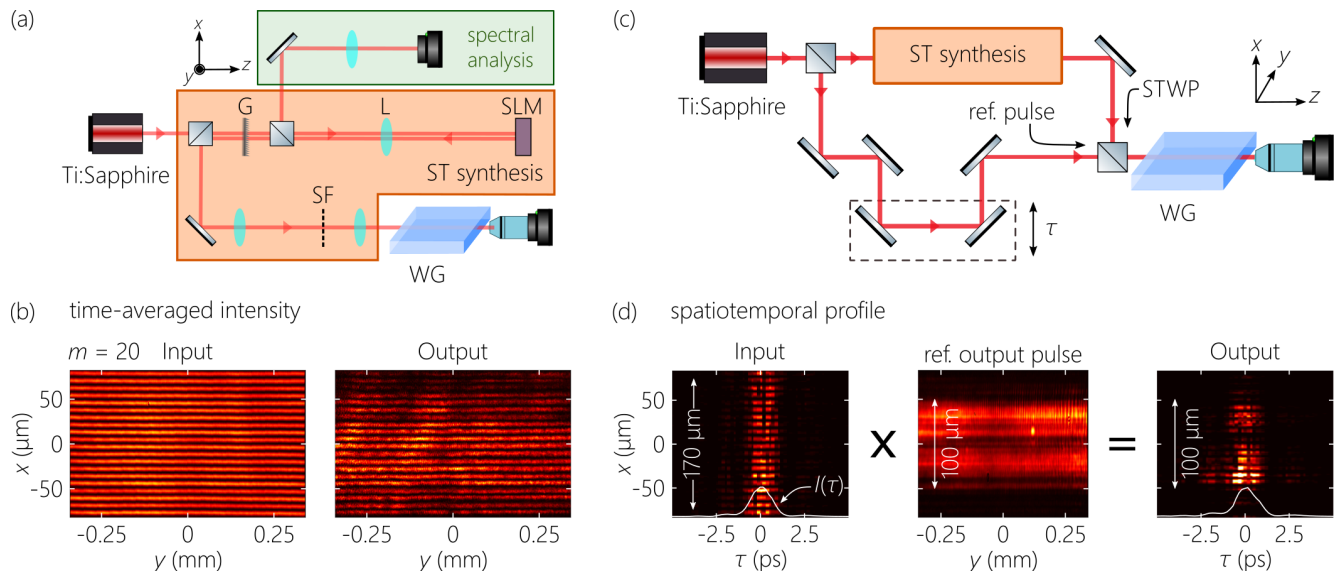 (a)
x
y
z
spectral
analysis
G
L
SLM
Ti:Sapphire
ST synthesis
SF
WG
(b) time-averaged intensity
m = 20 Input
Output
x (μm)
50
0
-50
-0.25 0 0.25
y (mm)
-0.25 0 0.25
y (mm)
(c)
ST synthesis
Ti:Sapphire
STWP
ref. pulse
x
y
z
WG
τ
(d) spatiotemporal profile
Input
ref. output pulse
Output
x (μm)
50
0
-50
170 μm
I(τ)
-2.5 0 2.5
τ (ps)
x
100 μm
-0.25 0 0.25
y (mm)
=
50
0
-50
100 μm
-2.5 0 2.5
τ (ps)